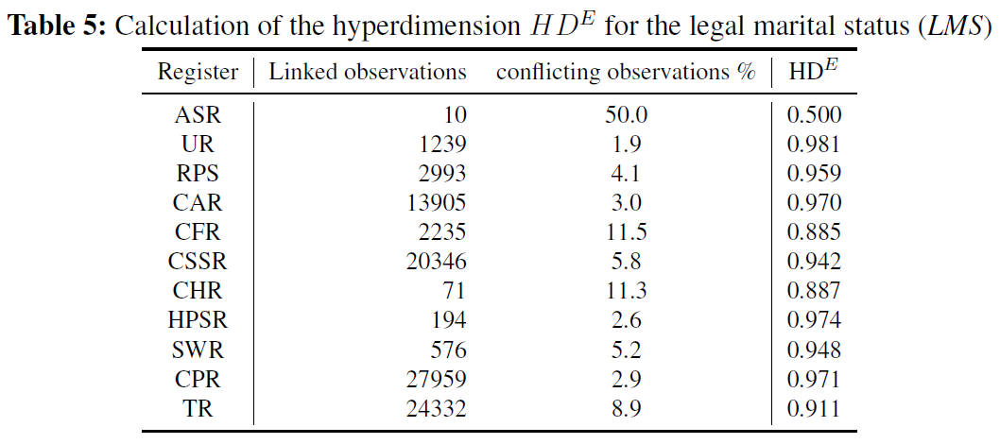 Table 5: Calculation of the hyperdimension HD^E for the legal marital status (LMS)
Register Linked observations conflicting observations % HD^E
ASR 10 50.0 0.500
UR 1239 1.9 0.981
RPS 2993 4.1 0.959
CAR 13905 3.0 0.970
CFR 2235 11.5 0.885
CSSR 20346 5.8 0.942
CHR 71 11.3 0.887
HPSR 194 2.6 0.974
SWR 576 5.2 0.948
CPR 27959 2.9 0.971
TR 24332 8.9 0.911